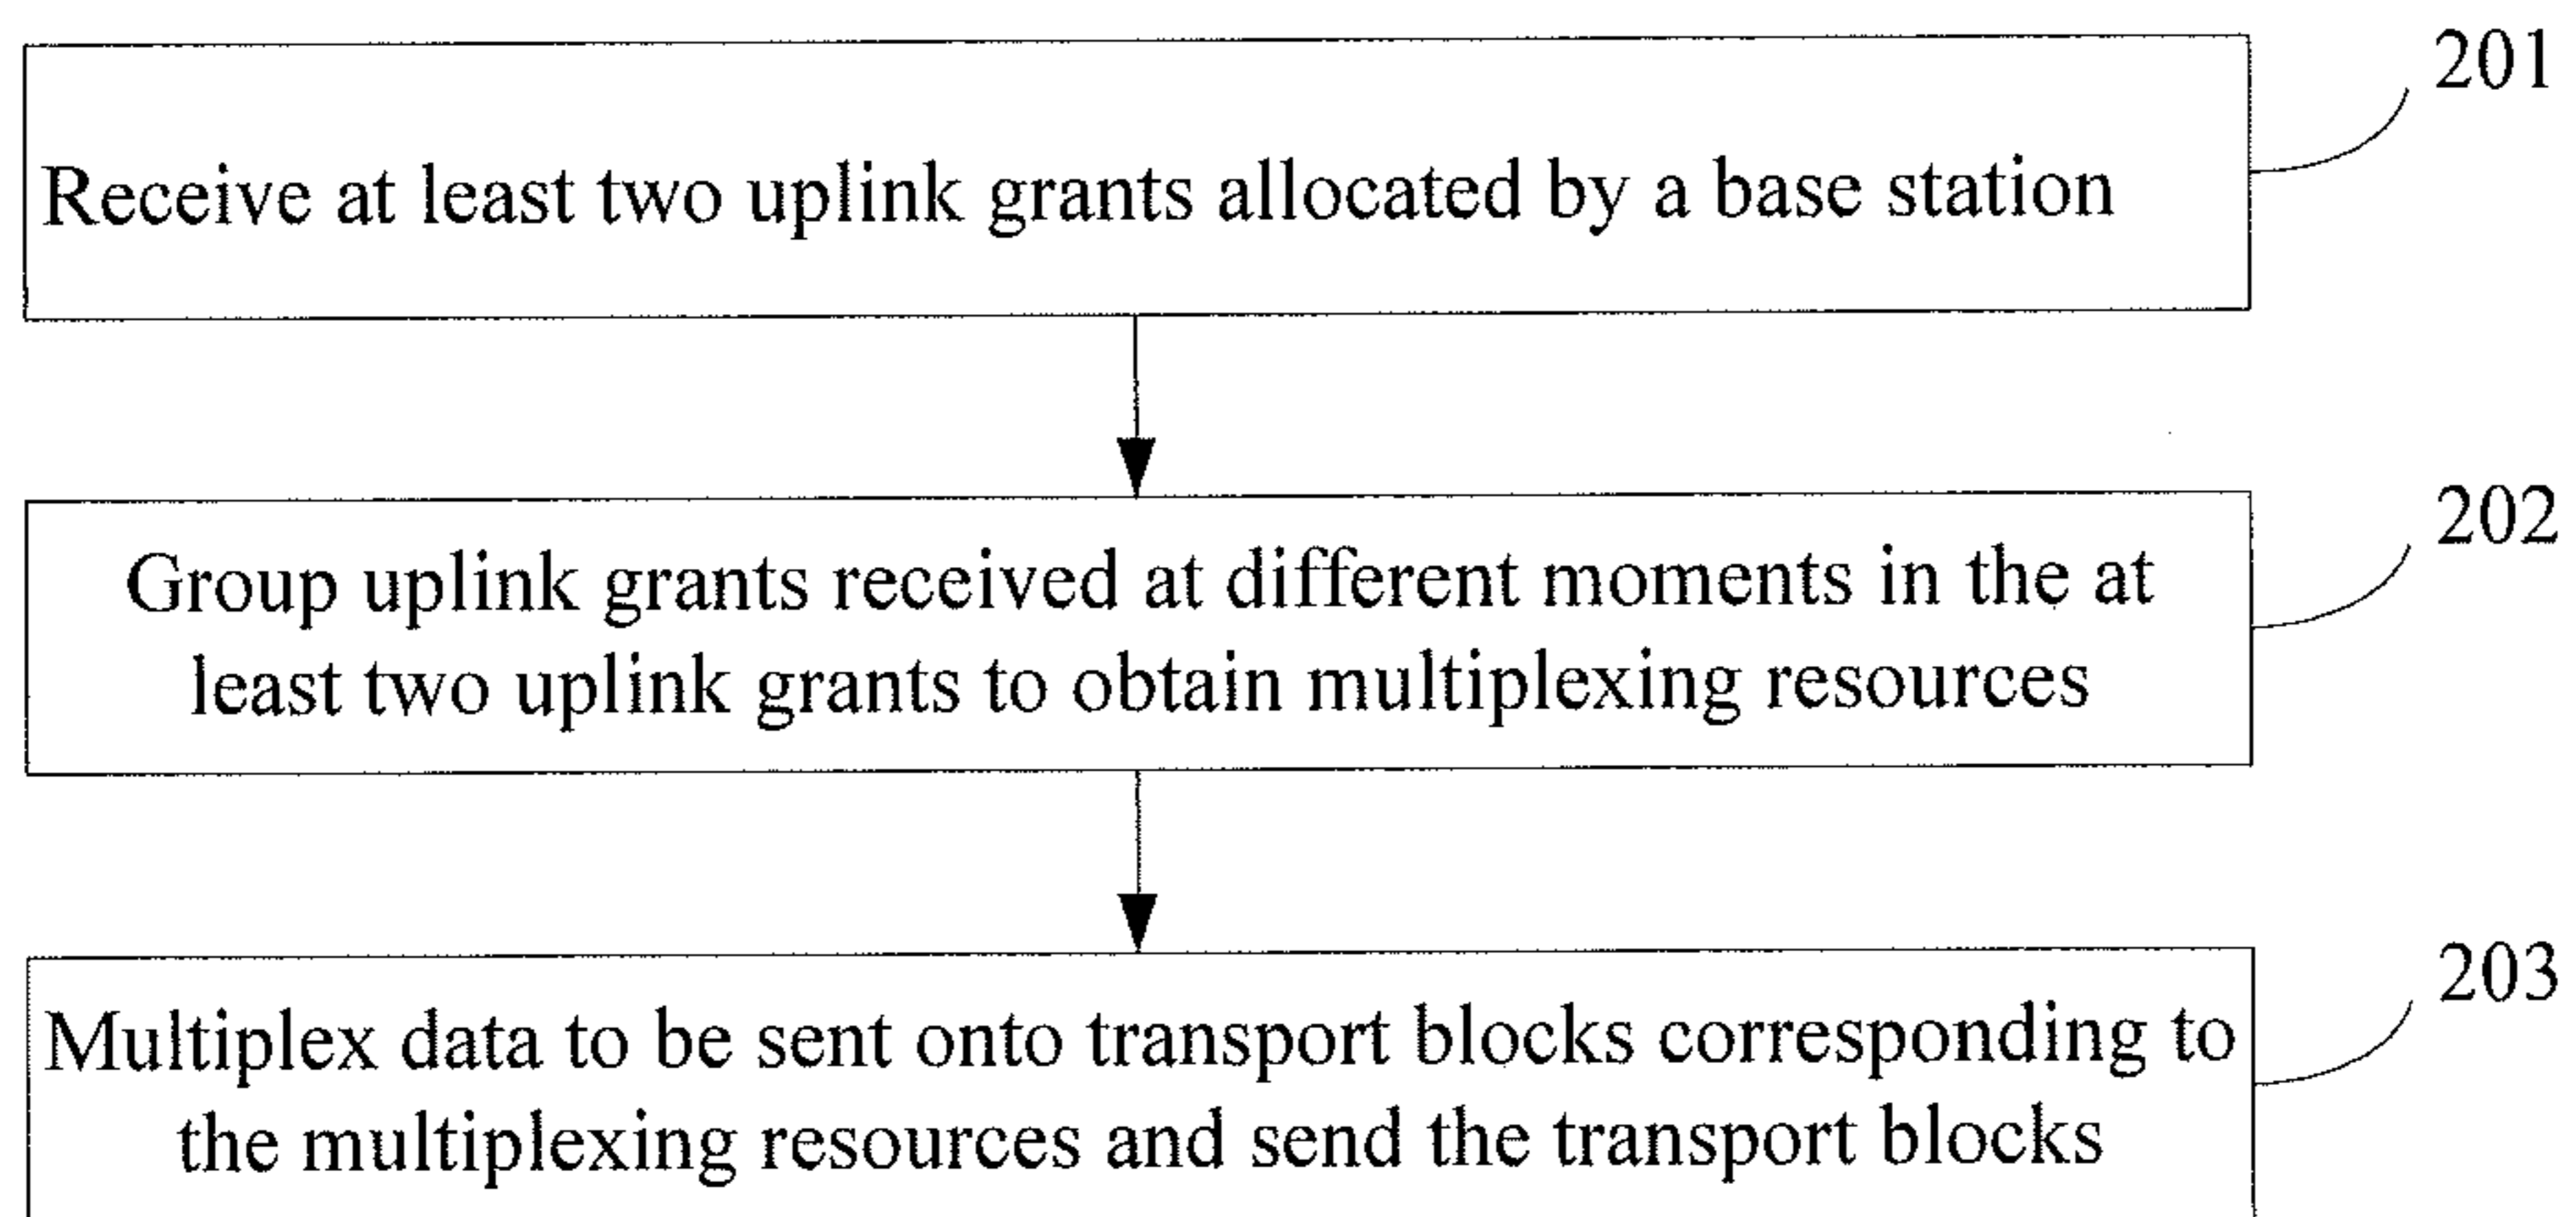 201
Receive at least two uplink grants allocated by a base station
202
Group uplink grants received at different moments in the at
least two uplink grants to obtain multiplexing resources
203
Multiplex data to be sent onto transport blocks corresponding to
the multiplexing resources and send the transport blocks